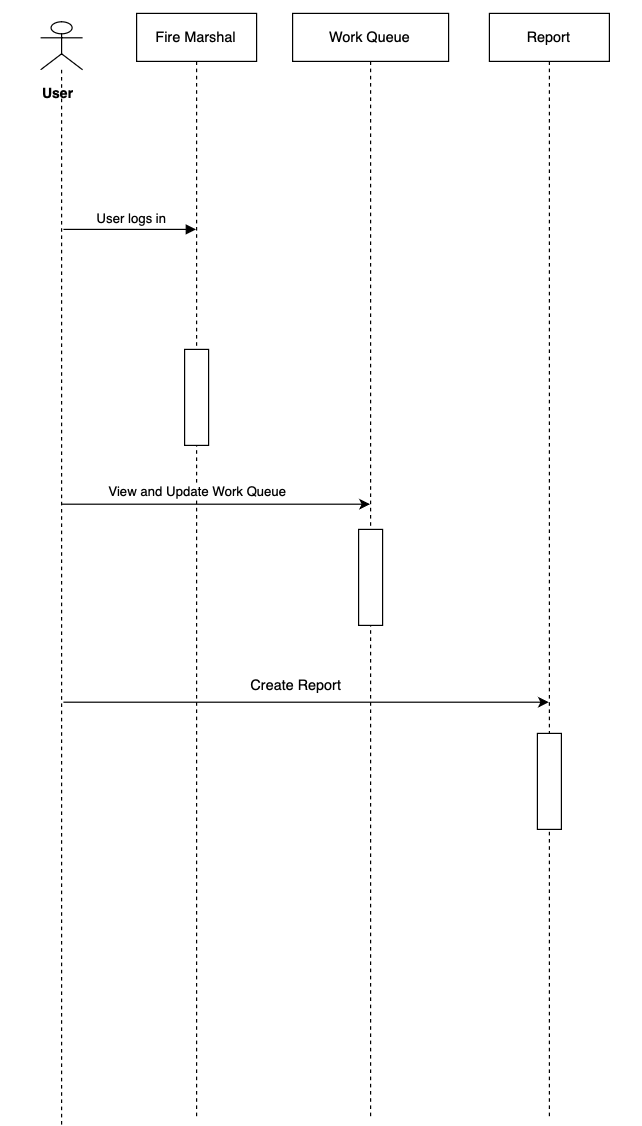 Fire Marshal
Work Queue
Report
User
User logs in
View and Update Work Queue
Create Report